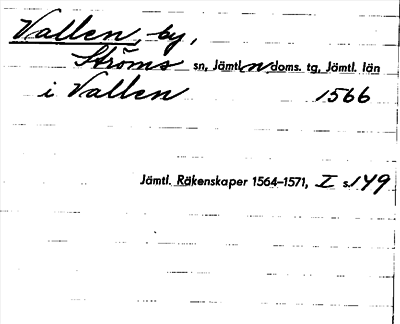 Vallen, by,
Ströms sn, Jämtl. n doms. tg, Jämtl. län
i Vallen 1566
Jämtl. Räkenskaper 1564–1571, I s. 149